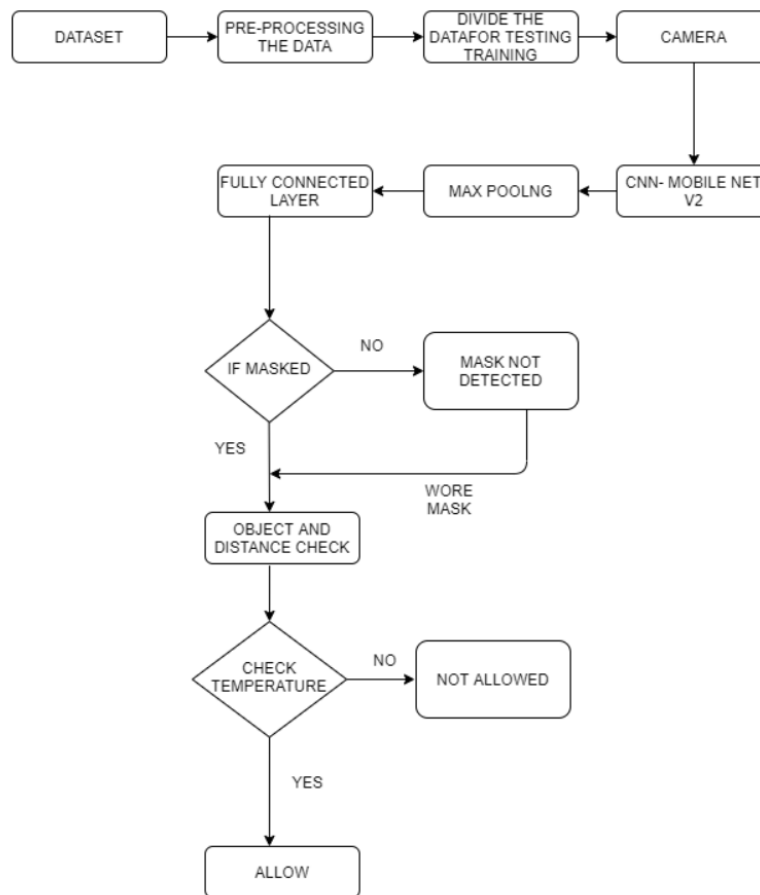 DATASET
PRE-PROCESSING
THE DATA
DIVIDE THE
DATAFOR TESTING
TRAINING
CAMERA
FULLY CONNECTED
LAYER
MAX POOLNG
CNN- MOBILE NET
V2
IF MASKED
NO
MASK NOT
DETECTED
YES
WORE
MASK
OBJECT AND
DISTANCE CHECK
CHECK
TEMPERATURE
NO
NOT ALLOWED
YES
ALLOW